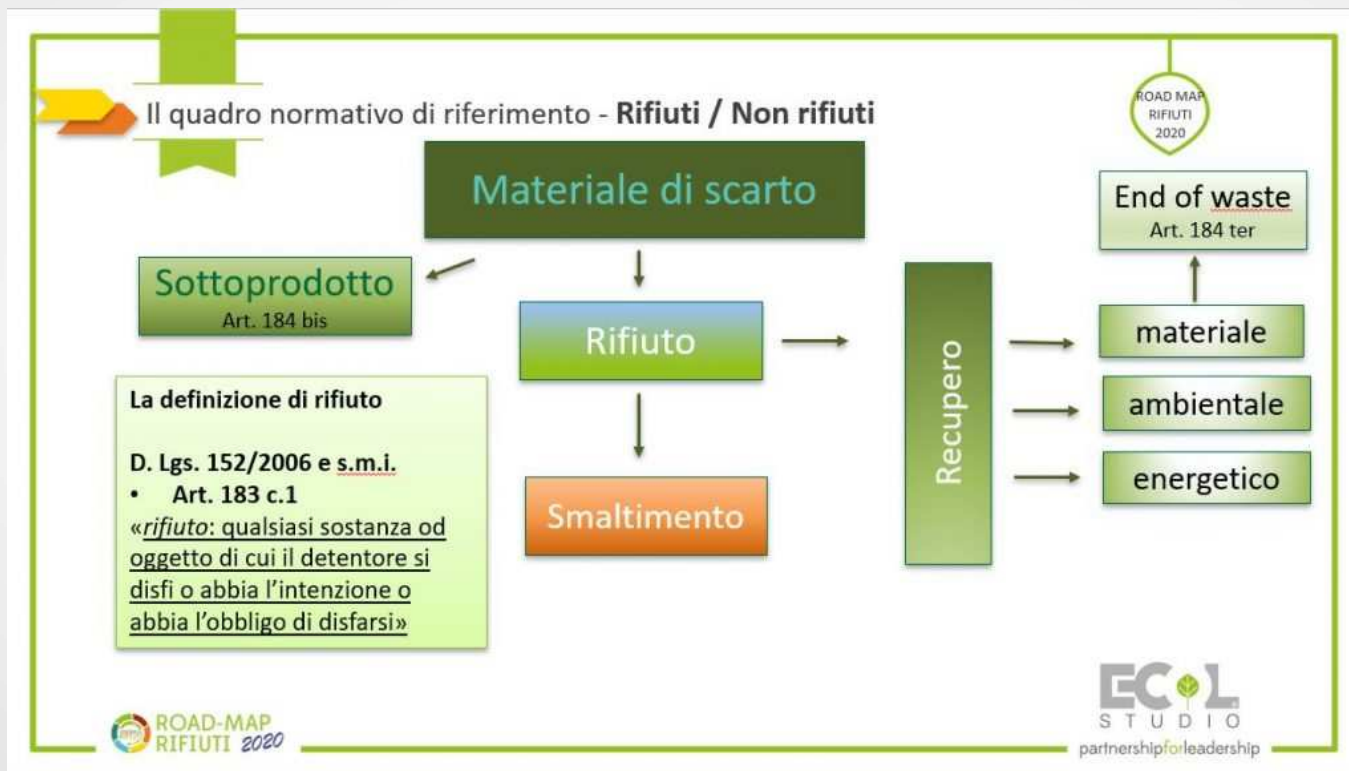 Il quadro normativo di riferimento - Rifiuti / Non rifiuti
ROAD MAP
RIFIUTI
2020
Materiale di scarto
Sottoprodotto
Art. 184 bis
Rifiuto
Smaltimento
Recupero
End of waste
Art. 184 ter
materiale
ambientale
energetico
La definizione di rifiuto
D. Lgs. 152/2006 e s.m.i.
• Art. 183 c.1
«rifiuto: qualsiasi sostanza od
oggetto di cui il detentore si
disfi o abbia l'intenzione o
abbia l'obbligo di disfarsi»
ROAD-MAP
RIFIUTI 2020
ECOL
STUDIO
partnershipforleadership